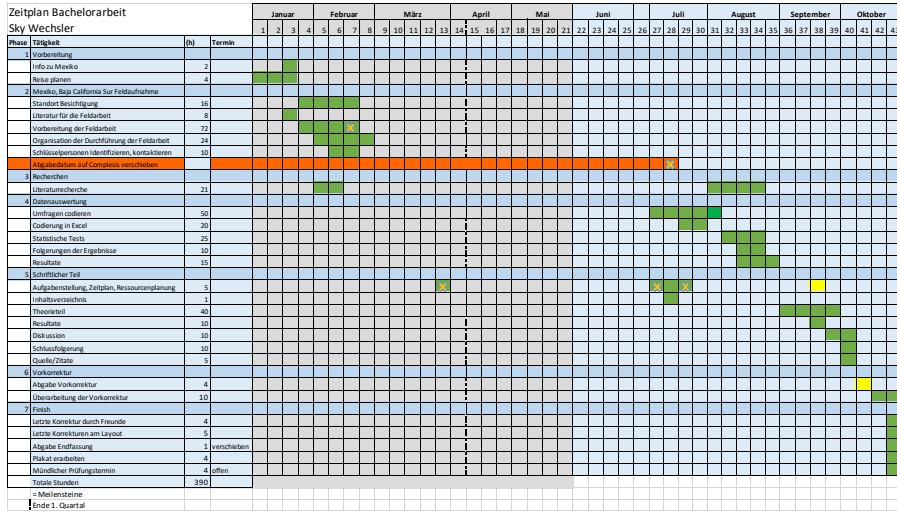 Zeitplan Bachelorarbeit
Januar Februar März April Mai Juni Juli August September Oktober
Sky Wechsler
1 2 3 4 5 6 7 8 9 10 11 12 13 14 15 16 17 18 19 20 21 22 23 24 25 26 27 28 29 30 31 32 33 34 35 36 37 38 39 40 41 42 43
Phase Tätigkeit (h) Termin
1 Vorbereitung
Info zu Mexiko 2
Reise planen 4
2 Mexiko, Baja California Sur Feldaufnahme
Standort Besichtigung 16
Literatur für die Feldarbeit 8
Vorbereitung der Feldarbeit 72
Organisation der Durchführung der Feldarbeit 24
Schlüsselpersonen Identifizieren, kontaktieren 10
Abgabedatum auf Complesis verschieben
3 Recherchen
Literaturrecherche 21
4 Datenauswertung
Umfragen codieren 50
Codierung in Excel 20
Statistische Tests 25
Folgerungen der Ergebnisse 10
Resultate 15
5 Schriftlicher Teil
Aufgabenstellung, Zeitplan, Ressourcenplanung 5
Inhaltsverzeichnis 1
Theorieteil 40
Resultate 10
Diskussion 10
Schlussfolgerung 10
Quelle/Zitate 5
6 Vorkorrektur
Abgabe Vorkorrektur 4
Überarbeitung der Vorkorrektur 10
7 Finish
Letzte Korrektur durch Freunde 4
Letzte Korrekturen am Layout 5
Abgabe Endfassung 1 verschieben
Plakat erarbeiten 4
Mündlicher Prüfungstermin 4 offen
Totale Stunden 390
= Meilensteine
Ende 1. Quartal